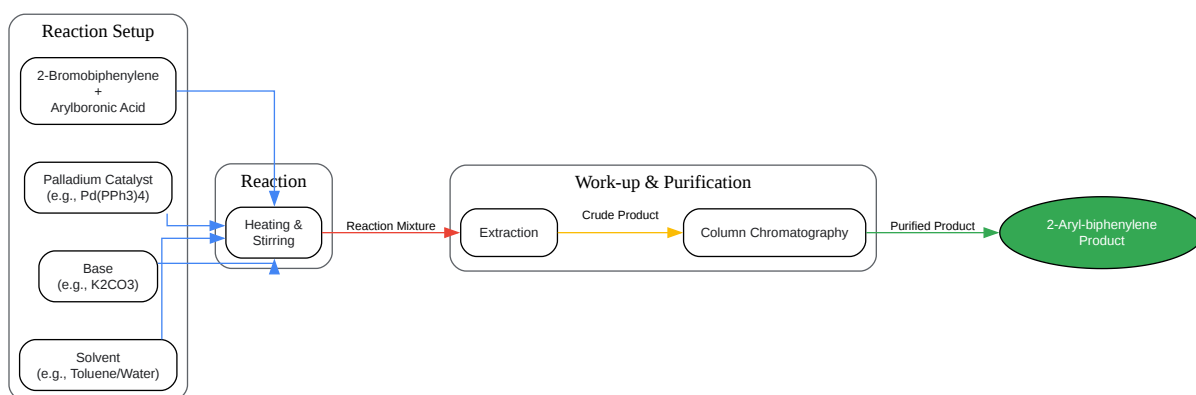 Reaction Setup
2-Bromobiphenylene
+
Arylboronic Acid
Palladium Catalyst
(e.g., Pd(PPh3)4)
Base
(e.g., K2CO3)
Solvent
(e.g., Toluene/Water)
Reaction
Heating &
Stirring
Reaction Mixture
Work-up & Purification
Extraction
Crude Product
Column Chromatography
Purified Product
2-Aryl-biphenylene
Product